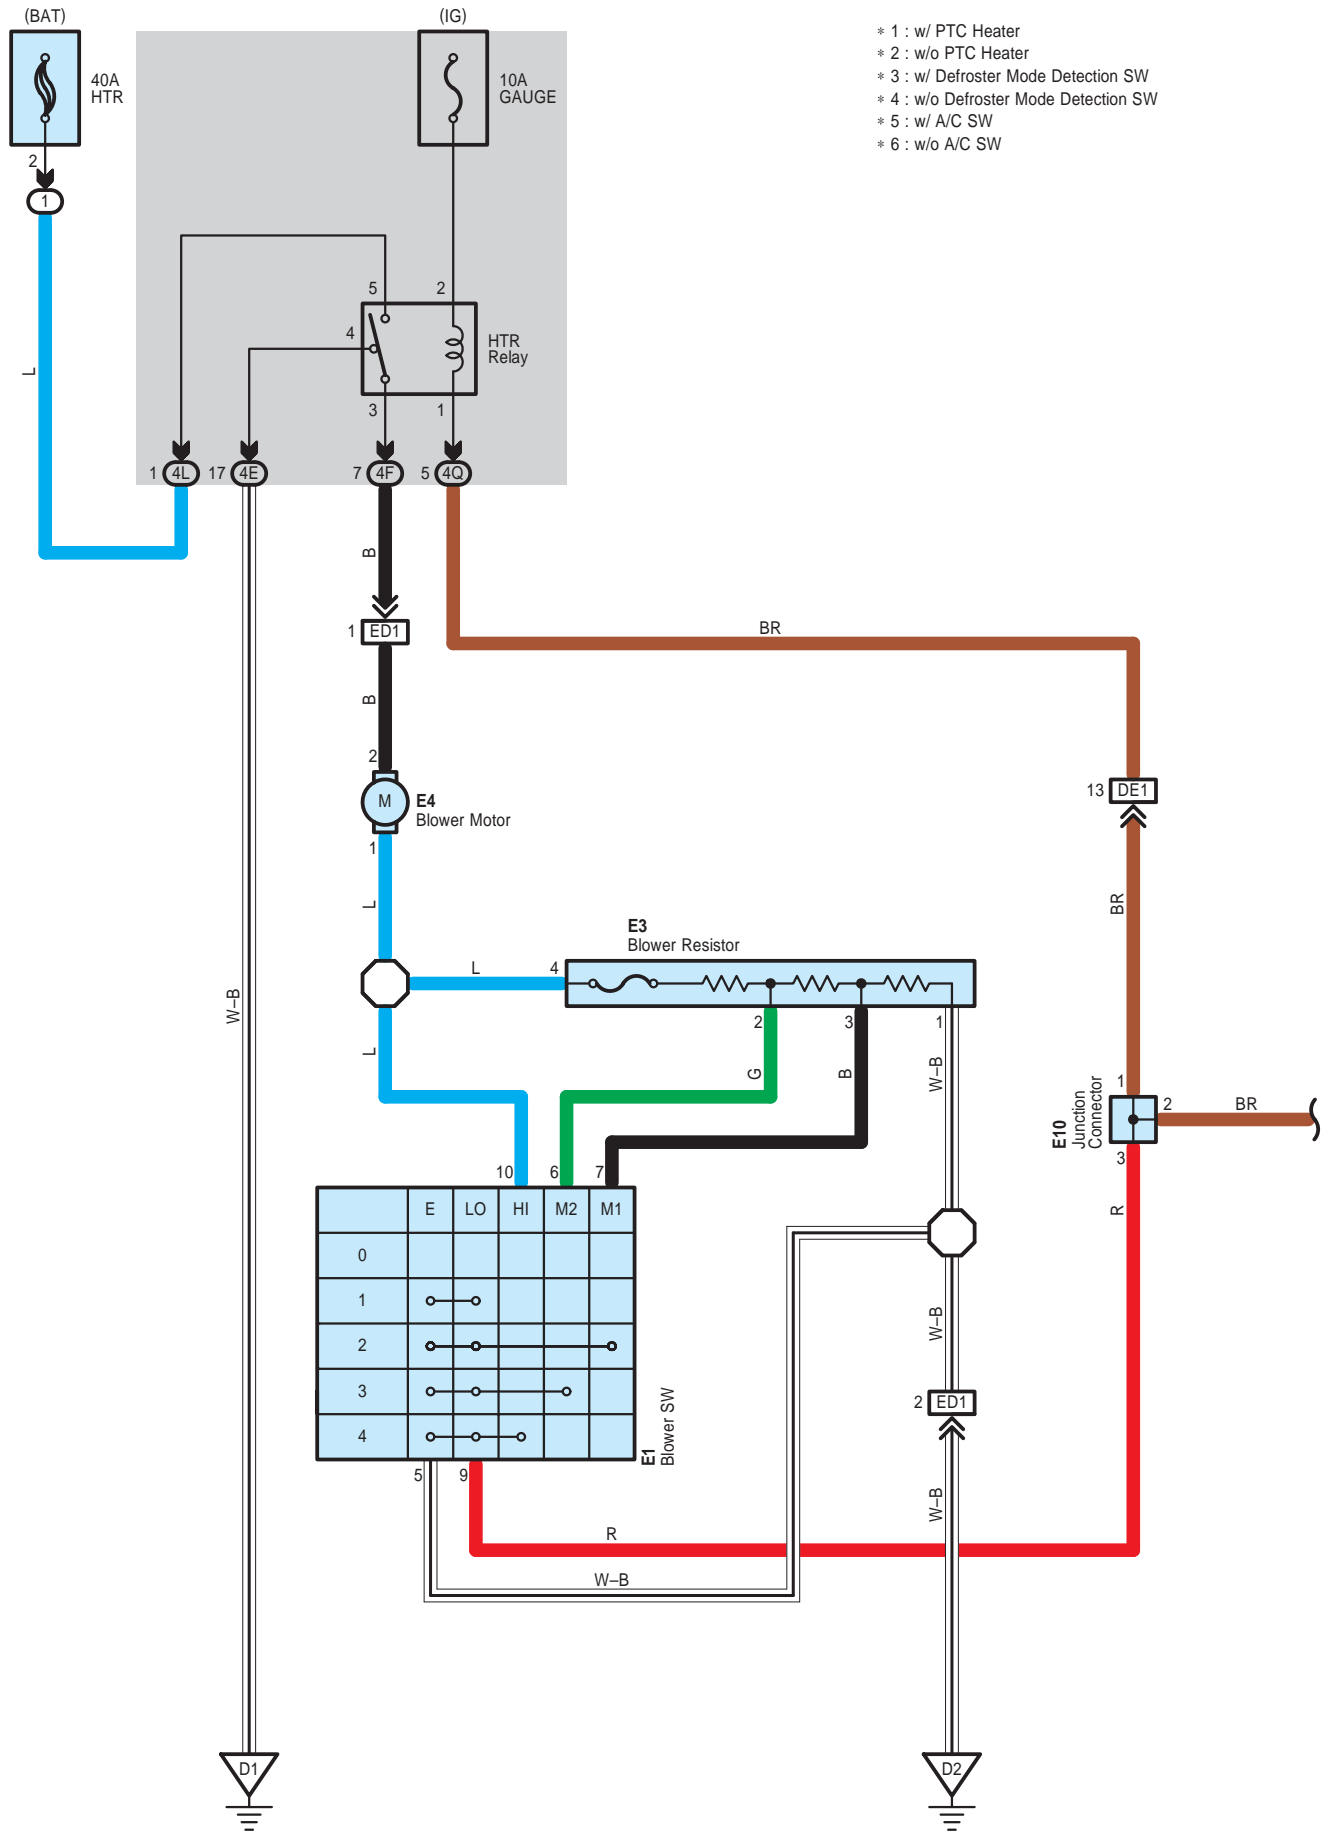 (BAT)
(IG)
40A
HTR
10A
GAUGE
∗ 1 : w/ PTC Heater
∗ 2 : w/o PTC Heater
∗ 3 : w/ Defroster Mode Detection SW
∗ 4 : w/o Defroster Mode Detection SW
∗ 5 : w/ A/C SW
∗ 6 : w/o A/C SW
2
1
L
5
2
4
HTR
Relay
3
1
1
4L
17
4E
7
4F
5
4Q
B
1
ED1
BR
B
2
M
E4
Blower Motor
1
13
DE1
L
BR
E3
Blower Resistor
L
4
W–B
2
3
1
L
G
B
W–B
1
2
BR
E10
Junction
Connector
3
10
6
7
R
E
LO
HI
M2
M1
0
1
2
3
4
E1
Blower SW
W–B
2
ED1
5
9
W–B
R
W–B
D1
D2